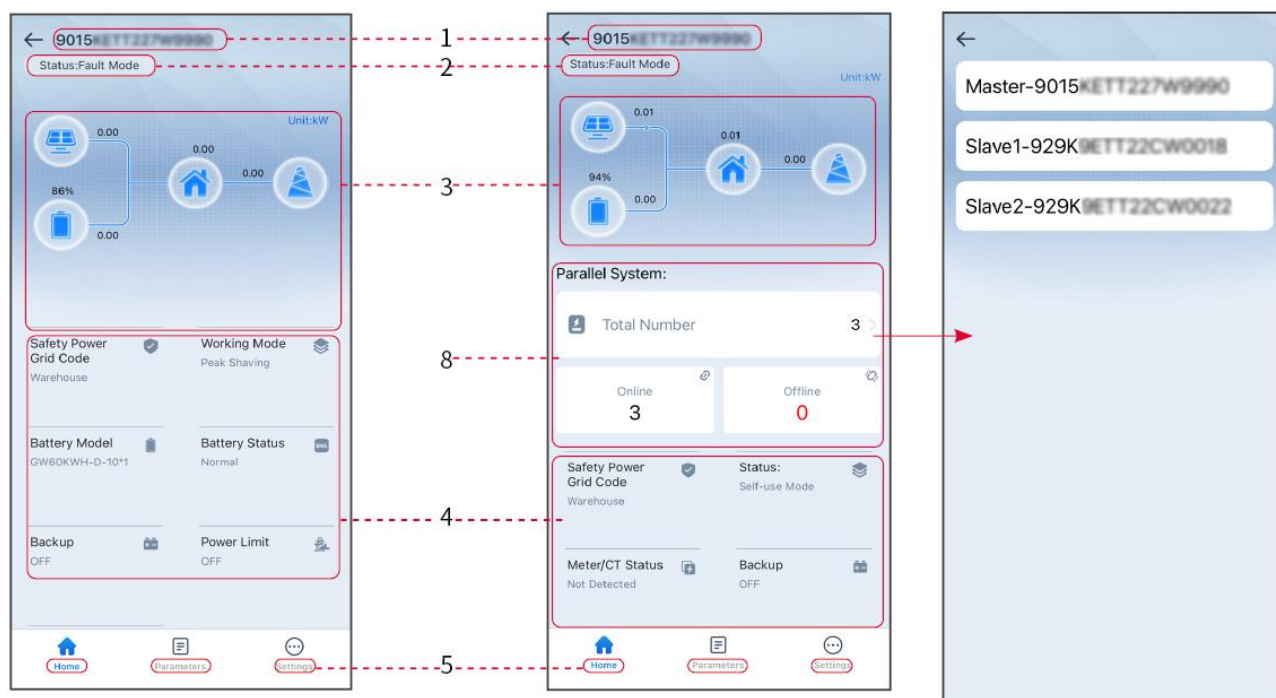 9015
Status:Fault Mode
Unit:kW
0.00
0.00
0.00
86%
0.00
Safety Power
Grid Code
Warehouse
Working Mode
Peak Shaving
Battery Model
GW60KWH-D-10*1
Battery Status
Normal
Backup
OFF
Power Limit
OFF
Home
Parameters
Settings
1
2
3
8
4
5
9015
Status:Fault Mode
Unit:kW
0.01
0.01
0.00
94%
0.00
Parallel System:
Total Number 3
Online
3
Offline
0
Safety Power
Grid Code
Warehouse
Status:
Self-use Mode
Meter/CT Status
Not Detected
Backup
OFF
Home
Parameters
Settings
Master-9015
Slave1-929K
Slave2-929K